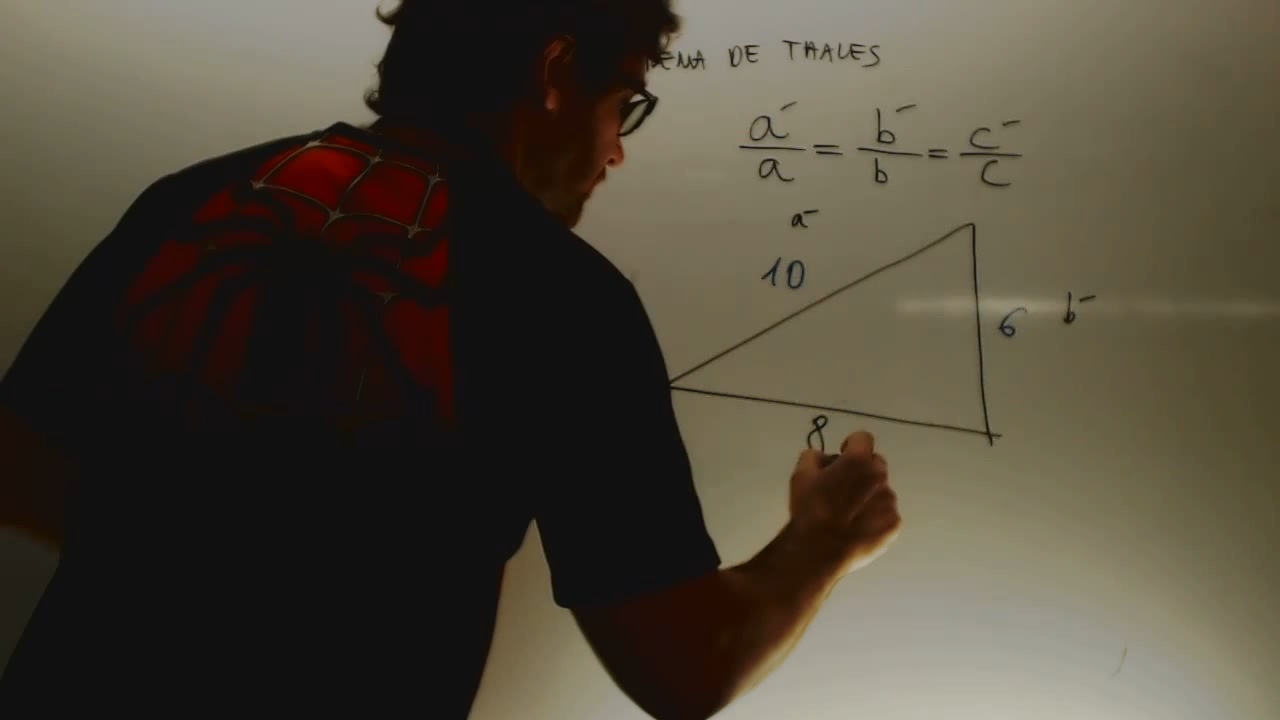 DE THALES
a´/a = b´/b = c´/c
a´
10
6 b´
8